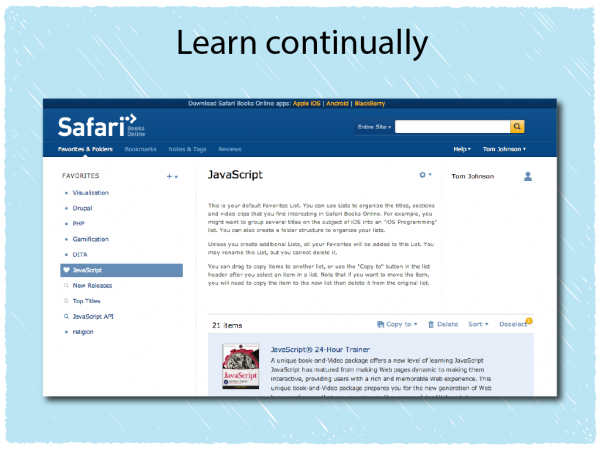 Learn continually
Download Safari Books Online apps: Apple iOS | Android | BlackBerry
Safari Books Online
Entire Site
Favorites & Folders Bookmarks Notes & Tags Reviews Help Tom Johnson
FAVORITES
Visualization
Drupal
PHP
Gamification
DITA
JavaScript
New Releases
Top Titles
JavaScript API
religion
JavaScript
Tom Johnson
This is your default Favorites List. You can use Lists to organize the titles, sections
and video clips that you find interesting in Safari Books Online. For example, you
might want to group several titles on the subject of iOS into an "iOS Programming"
list. You can also create a folder structure to organize your lists.
Unless you create additional Lists, all your Favorites will be added to this List. You
may rename this List, but you cannot delete it.
You can drag copy items to another list, or use the "Copy to" button in the list
header after you select an item in a list. Note that if you want to move the item,
you will need to copy the item to the new list then delete it from the original list.
21 items Copy to Delete Sort Deselect
JavaScript
JavaScript® 24-Hour Trainer
A unique book-and-Video package offers a new level of learning JavaScript
JavaScript has matured from making Web pages dynamic to making them
interactive, providing users with a rich and memorable Web experience. This
unique book-and-Video package prepares you for the new generation of Web